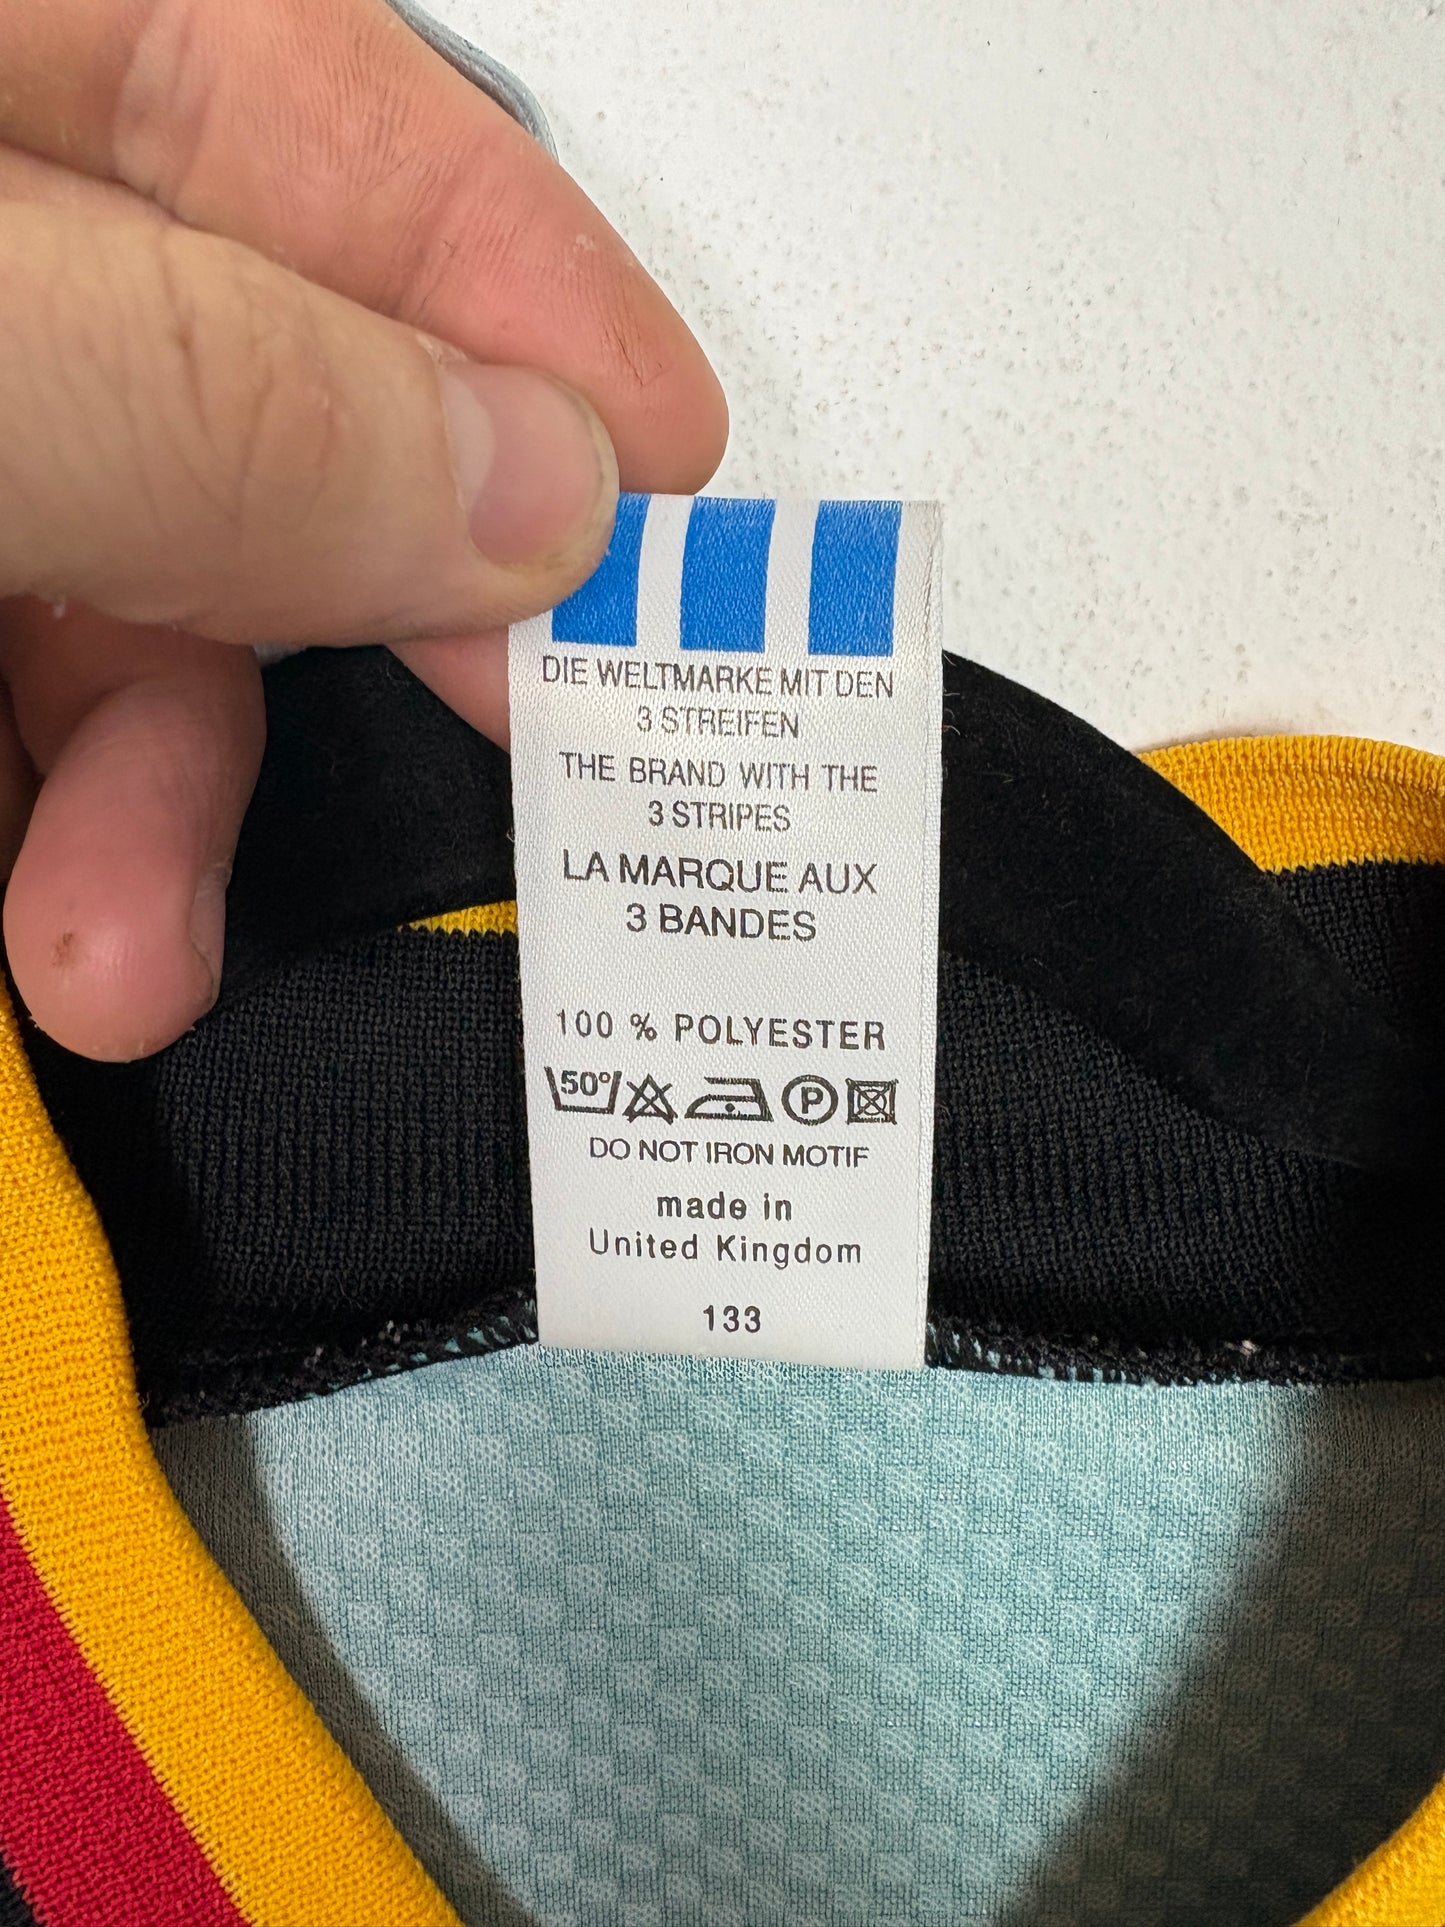 DIE WELTMARKE MIT DEN
3 STREIFEN
THE BRAND WITH THE
3 STRIPES
LA MARQUE AUX
3 BANDES
100 % POLYESTER
50° P
DO NOT IRON MOTIF
made in
United Kingdom
133